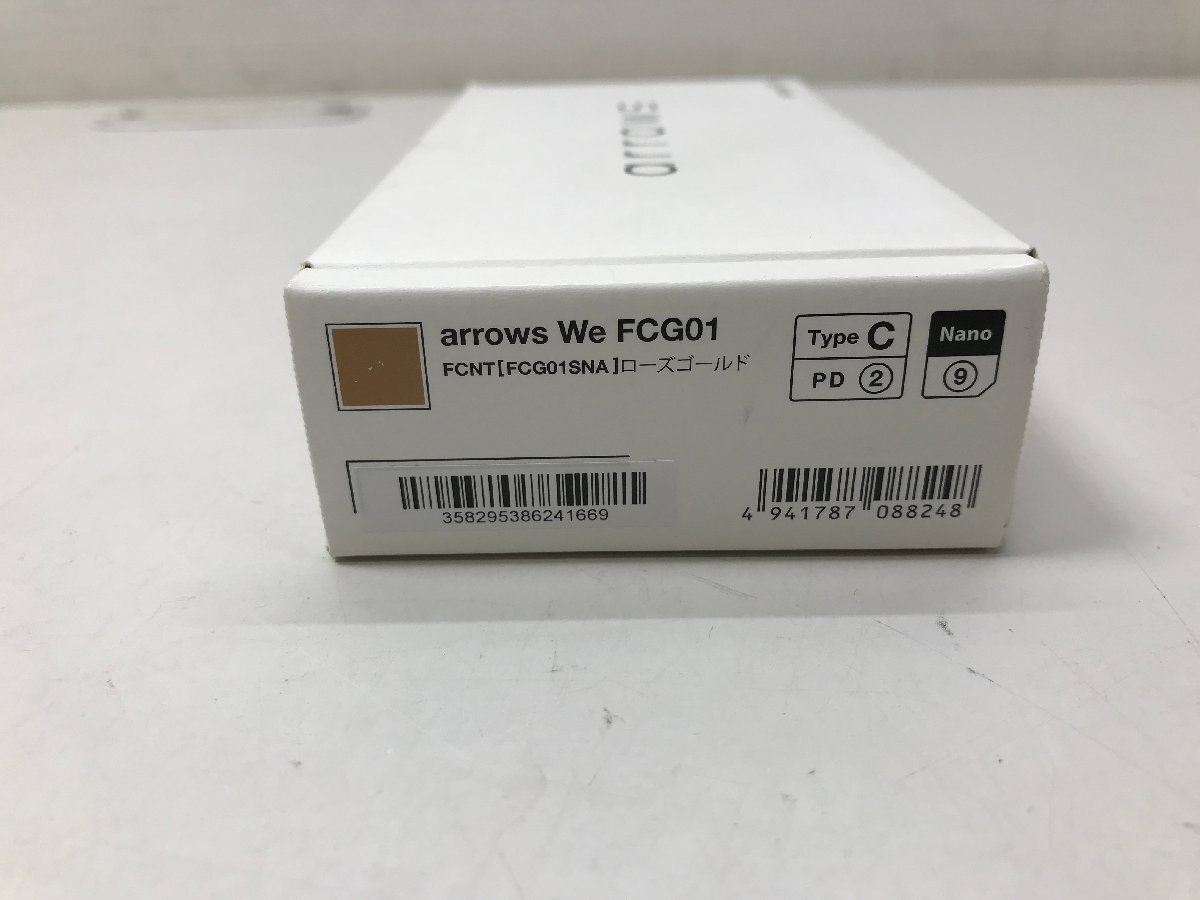 arrows
arrows We FCG01
FCNT[FCG01SNA]ローズゴールド
Type C
PD ②
Nano
⑨
358295386241669
4 941787 088248